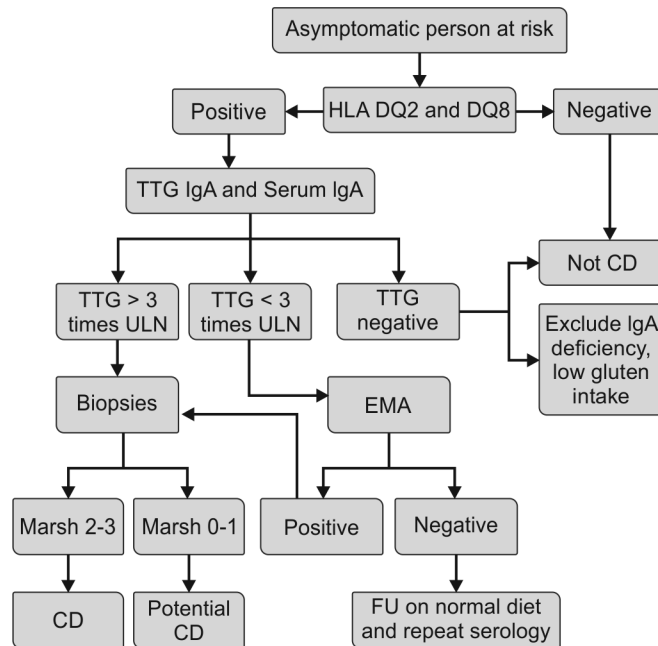 Asymptomatic person at risk
Positive
HLA DQ2 and DQ8
Negative
TTG IgA and Serum IgA
TTG > 3
times ULN
TTG < 3
times ULN
TTG
negative
Not CD
Exclude IgA
deficiency,
low gluten
intake
Biopsies
EMA
Marsh 2-3
Marsh 0-1
Positive
Negative
CD
Potential
CD
FU on normal diet
and repeat serology